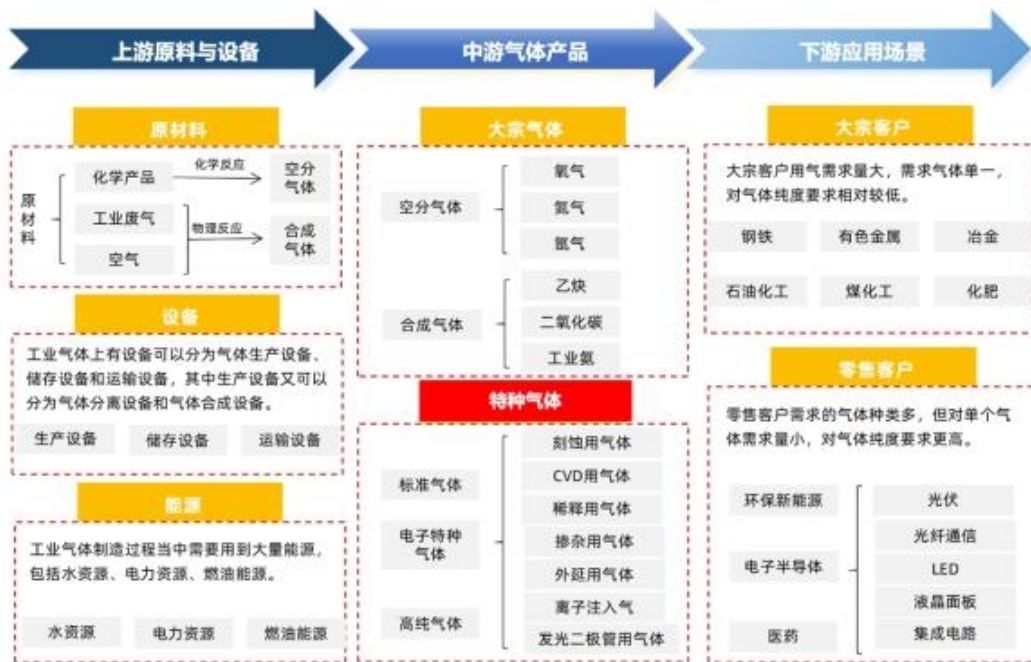 上游原料与设备
中游气体产品
下游应用场景
原材料
原材料
化学产品
化学反应
空分
气体
工业废气
物理反应
合成
气体
空气
设备
工业气体上有设备可以分为气体生产设备、
储存设备和运输设备，其中生产设备又可以
分为气体分离设备和气体合成设备。
生产设备
储存设备
运输设备
能源
工业气体制造过程当中需要用到大量能源，
包括水资源、电力资源、燃油能源。
水资源
电力资源
燃油能源
大宗气体
空分气体
氧气
氮气
氩气
合成气体
乙炔
二氧化碳
工业氨
特种气体
标准气体
电子特种
气体
高纯气体
刻蚀用气体
CVD用气体
稀释用气体
掺杂用气体
外延用气体
离子注入气
发光二极管用气体
大宗客户
大宗客户用气需求量大，需求气体单一，
对气体纯度要求相对较低。
钢铁
有色金属
冶金
石油化工
煤化工
化肥
零售客户
零售客户需求的气体种类多，但对单个气
体需求量小，对气体纯度要求更高。
环保新能源
电子半导体
医药
光伏
光纤通信
LED
液晶面板
集成电路